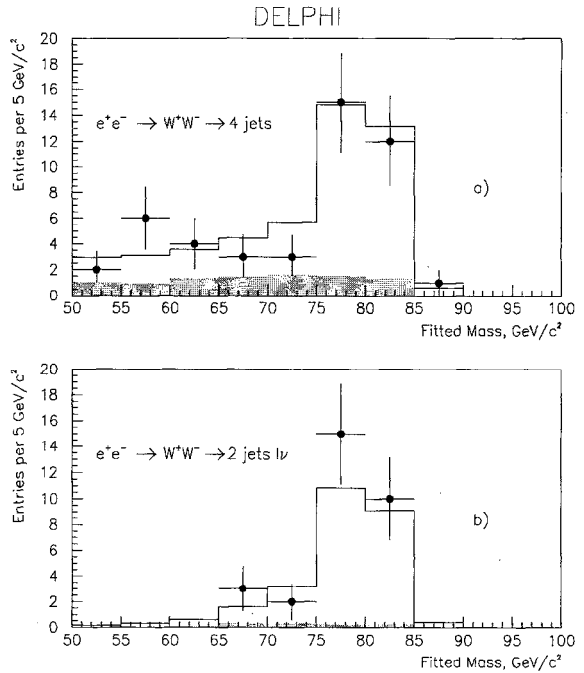 DELPHI
Entries per 5 GeV/c²
20
18
16
14
12
10
8
6
4
2
0
e⁺e⁻ → W⁺W⁻ → 4 jets
a)
50 55 60 65 70 75 80 85 90 95 100
Fitted Mass, GeV/c²
Entries per 5 GeV/c²
20
18
16
14
12
10
8
6
4
2
0
e⁺e⁻ → W⁺W⁻ → 2 jets lν
b)
50 55 60 65 70 75 80 85 90 95 100
Fitted Mass, GeV/c²